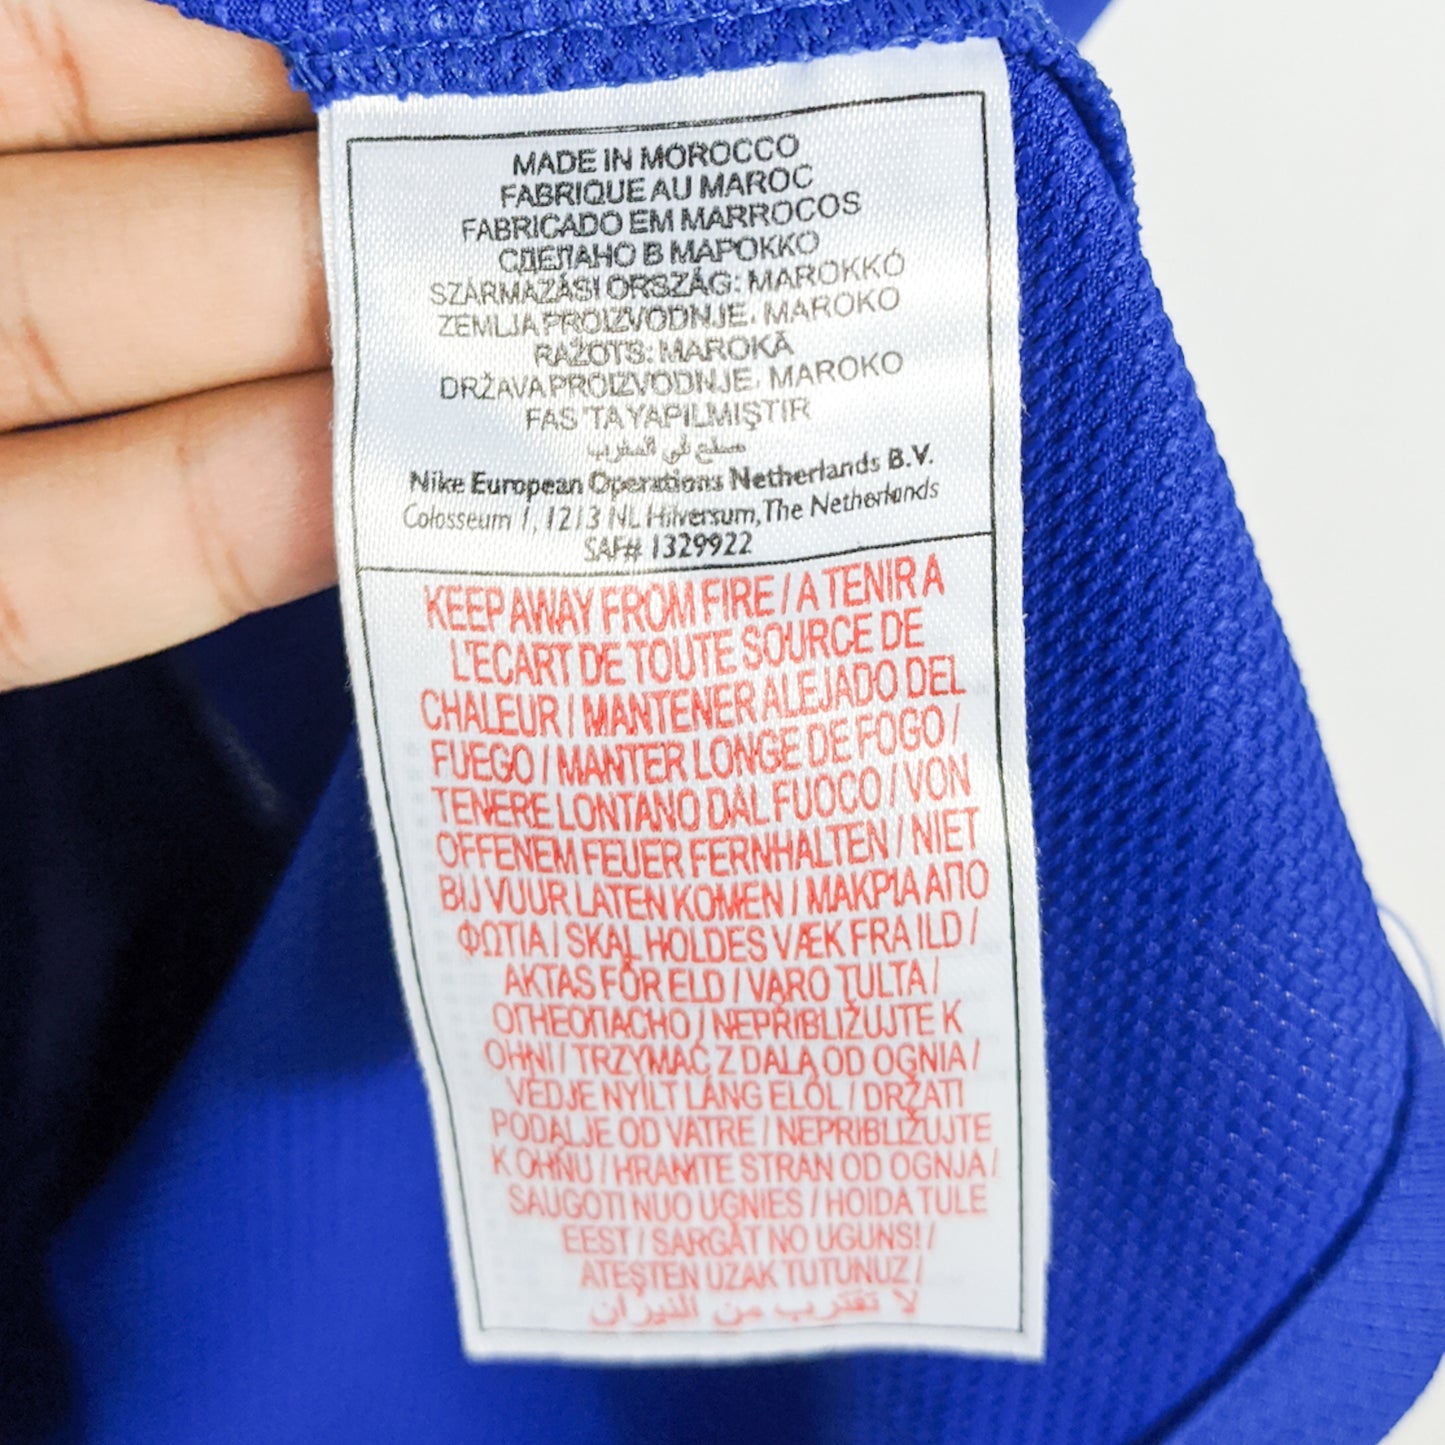 MADE IN MOROCCO
FABRIQUE AU MAROC
FABRICADO EM MARROCOS
СДЕЛАНО В МАРОККО
SZÁRMAZÁSI ORSZÁG: MAROKKÓ
ZEMLJA PROIZVODNJE: MAROKO
RAŽOTS: MAROKĀ
DRŽAVA PROIZVODNJE: MAROKO
FAS 'TA YAPILMIŞTIR
صنع في المغرب
Nike European Operations Netherlands B.V.
Colosseum 1, 1213 NL Hilversum, The Netherlands
SAF# 1329922
KEEP AWAY FROM FIRE / A TENIR A
L'ECART DE TOUTE SOURCE DE
CHALEUR / MANTENER ALEJADO DEL
FUEGO / MANTER LONGE DE FOGO /
TENERE LONTANO DAL FUOCO / VON
OFFENEM FEUER FERNHALTEN / NIET
BIJ VUUR LATEN KOMEN / ΜΑΚΡΙΑ ΑΠΟ
ΦΩΤΙΑ / SKAL HOLDES VÆK FRA ILD /
AKTAS FÖR ELD / VARO TULTA /
ОГНЕОПАСНО / NEPŘIBLIŽUJTE K
OHNI / TRZYMAĆ Z DALA OD OGNIA /
VÉDJE NYÍLT LÁNG ELÖL / DRŽATI
PODALJE OD VATRE / NEPRIBLIŽUJTE
K OHŇU / HRANITE STRAN OD OGNJA /
SAUGOTI NUO UGNIES / HOIDA TULE
EEST / SARGĀT NO UGUNS! /
ATEŞTEN UZAK TUTUNUZ /
لا تقترب من النيران